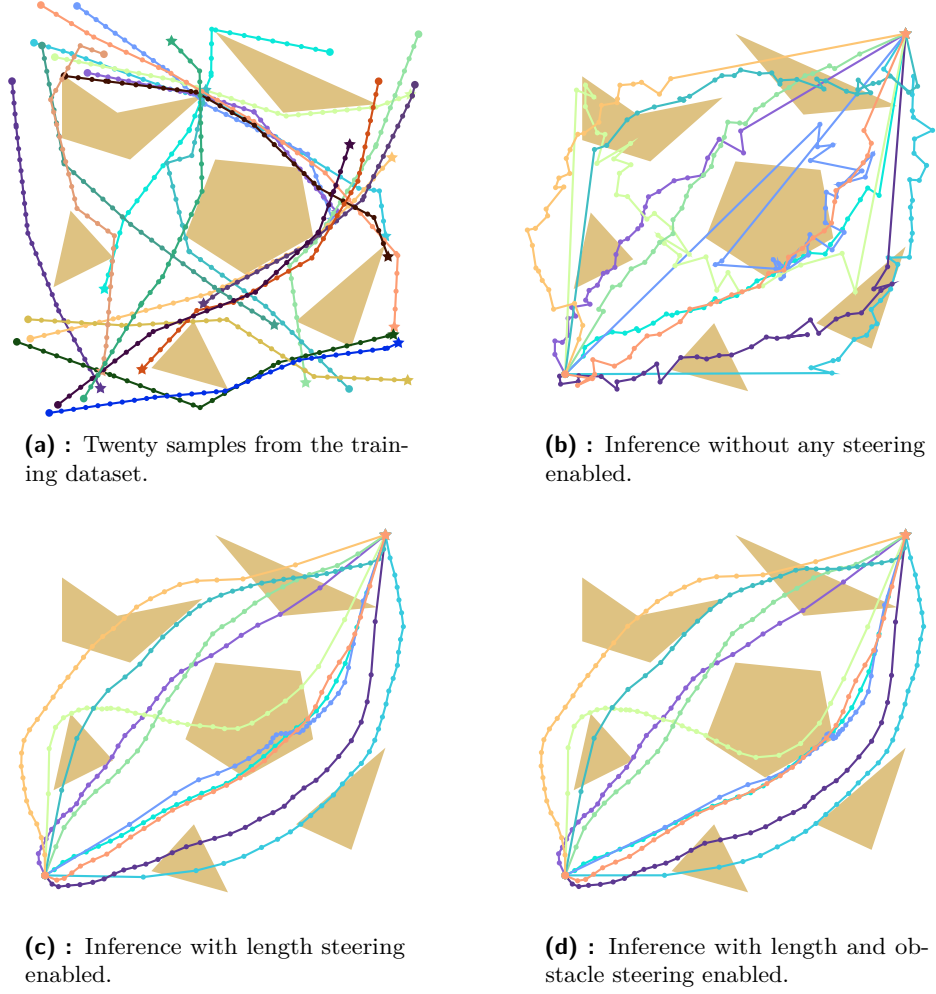 (a) : Twenty samples from the train-
ing dataset.
(b) : Inference without any steering
enabled.
(c) : Inference with length steering
enabled.
(d) : Inference with length and ob-
stacle steering enabled.